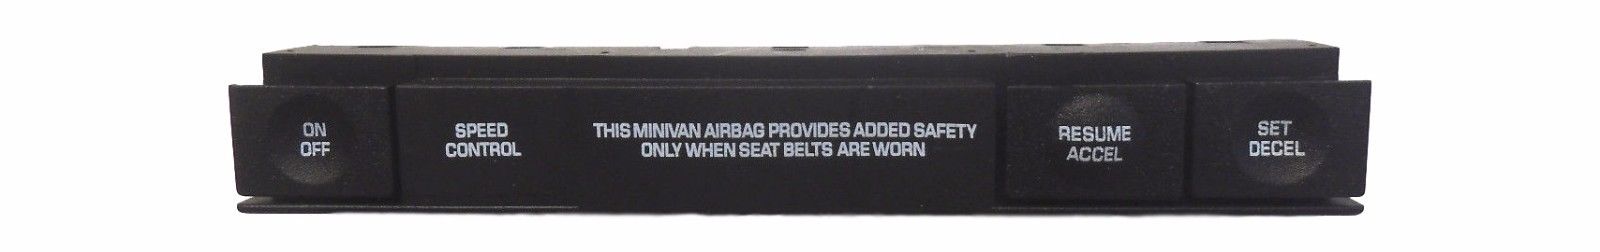 ON
OFF
SPEED
CONTROL
THIS MINIVAN AIRBAG PROVIDES ADDED SAFETY
ONLY WHEN SEAT BELTS ARE WORN
RESUME
ACCEL
SET
DECEL